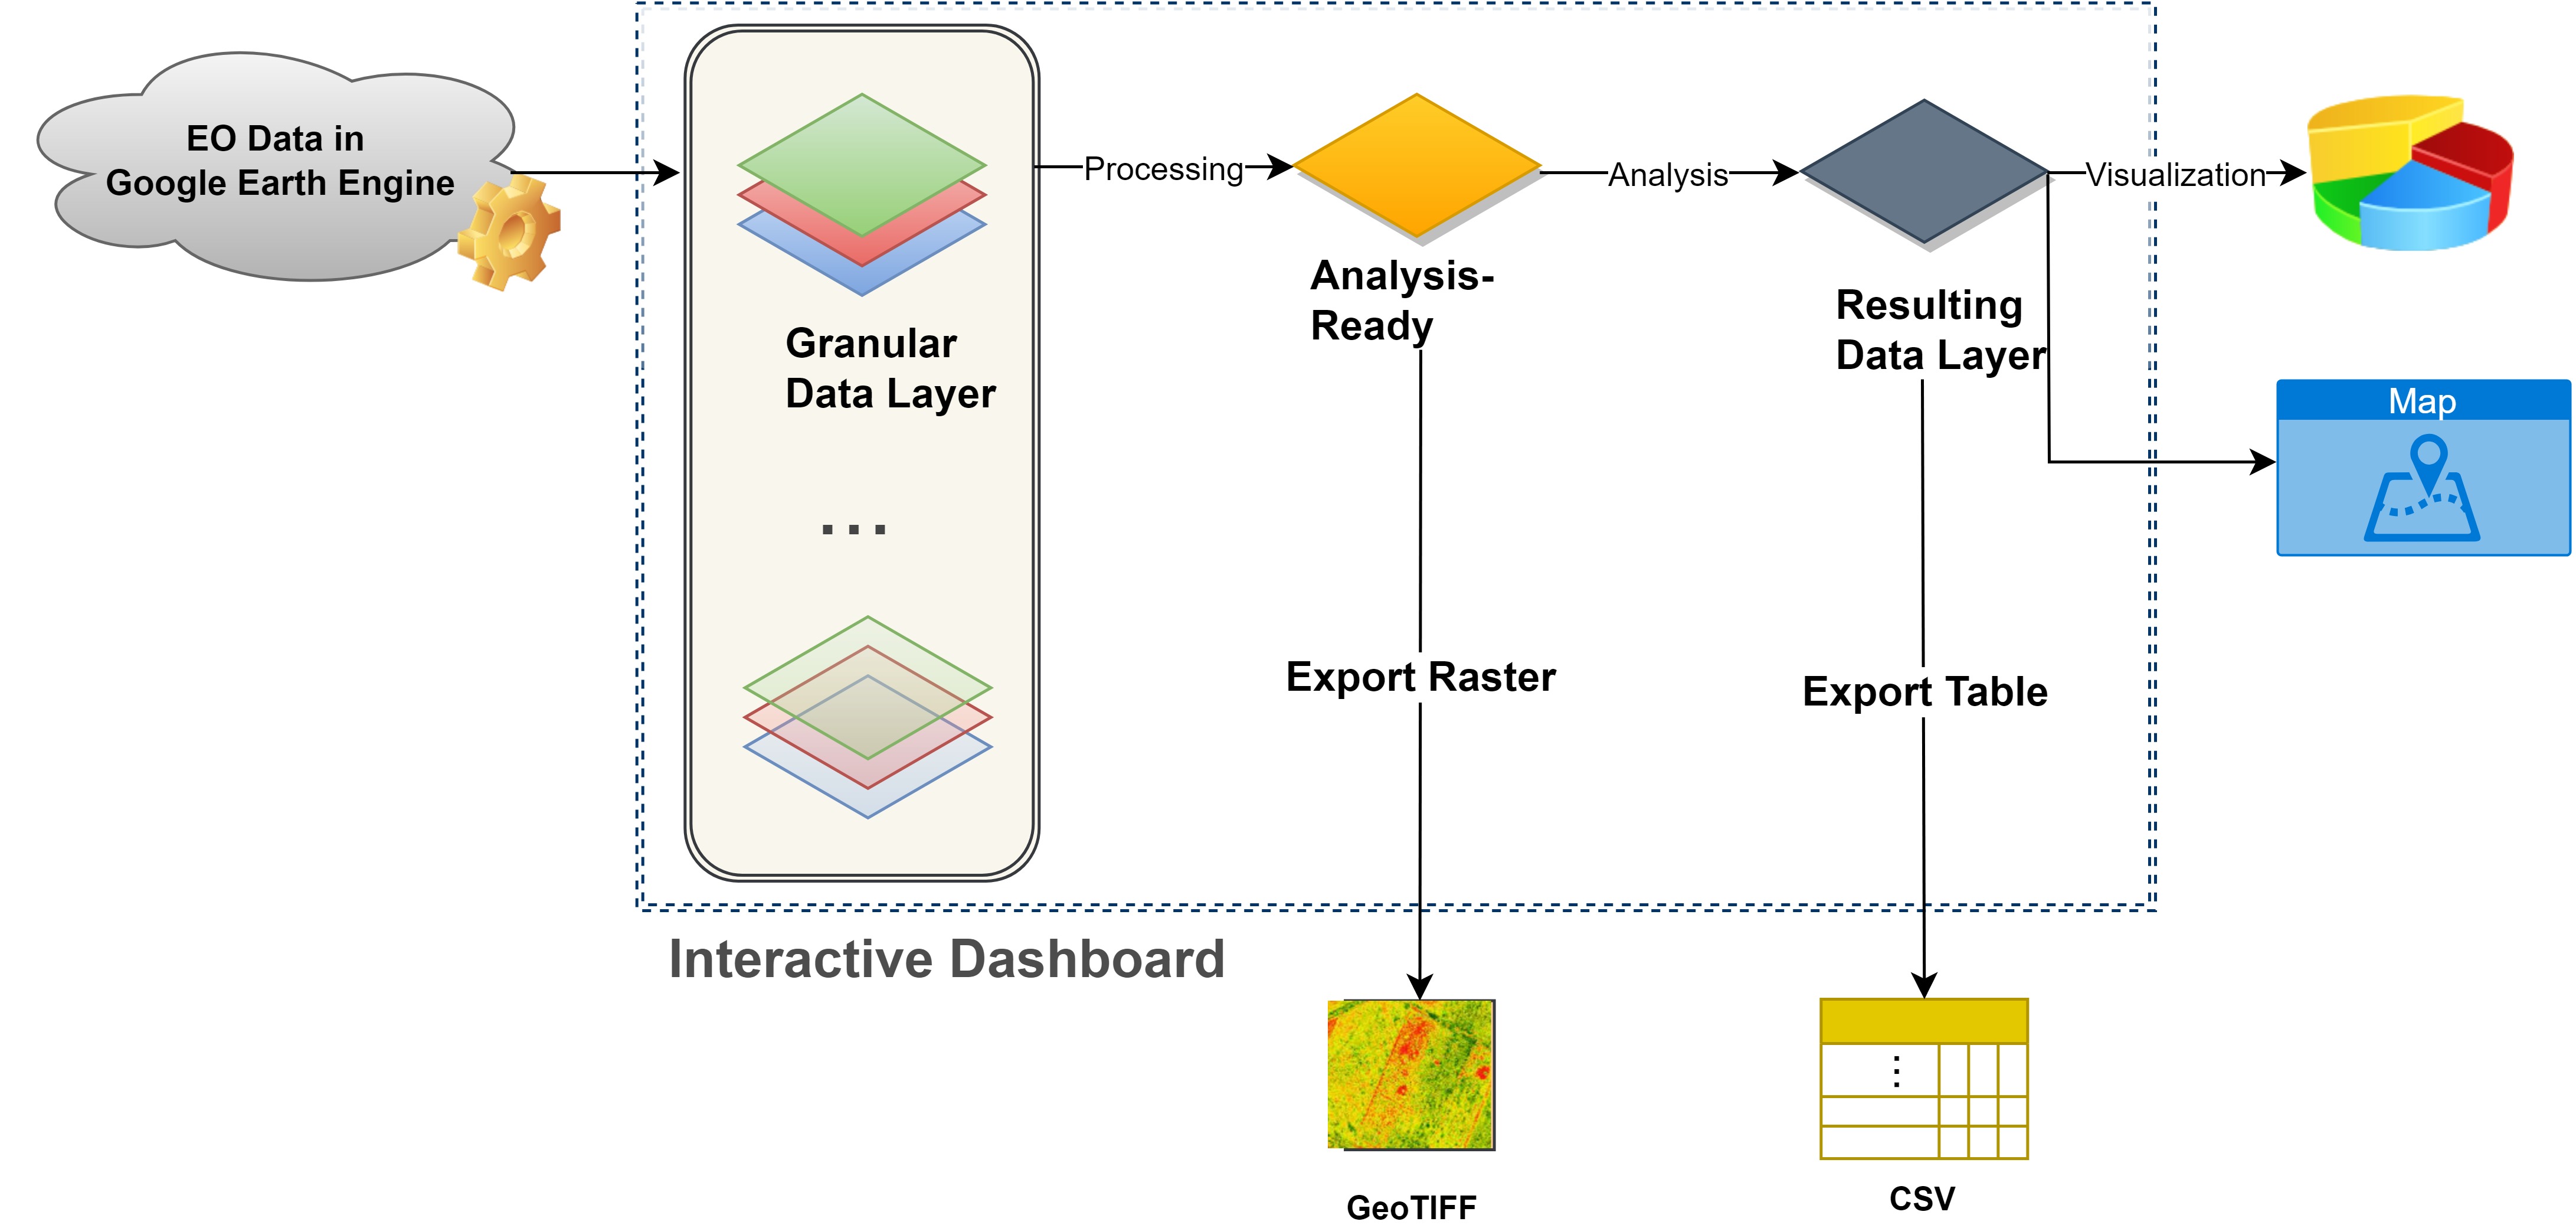 EO Data in
Google Earth Engine
Granular
Data Layer
...
Processing
Analysis-
Ready
Analysis
Resulting
Data Layer
Visualization
Map
Export Raster
Export Table
Interactive Dashboard
GeoTIFF
CSV